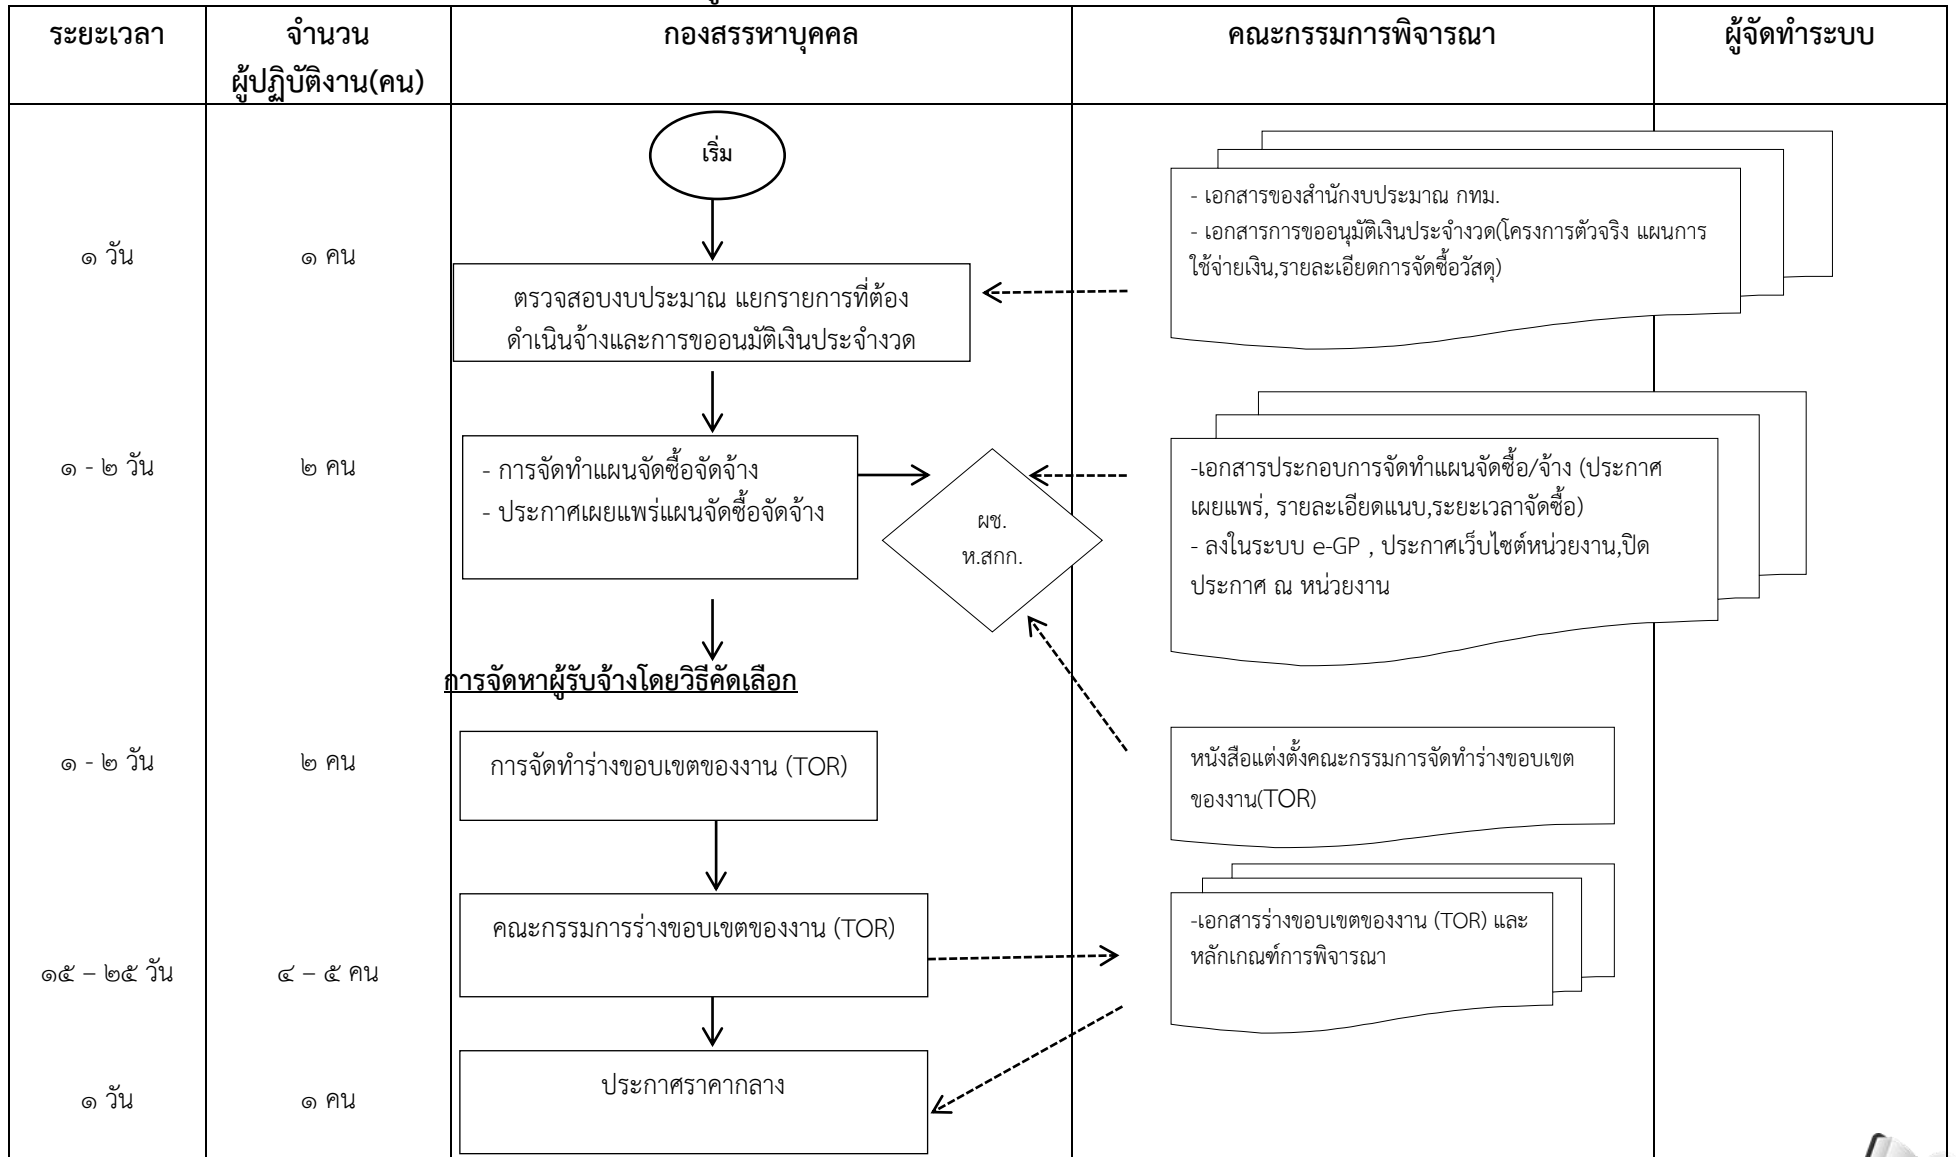 ระยะเวลา
จำนวน
ผู้ปฏิบัติงาน(คน)
กองสรรหาบุคคล
คณะกรรมการพิจารณา
ผู้จัดทำระบบ
เริ่ม
๑ วัน
๑ คน
ตรวจสอบงบประมาณ แยกรายการที่ต้อง
ดำเนินจ้างและการขออนมัติเงินประจำงวด
- เอกสารของสำนักงบประมาณ กทม.
- เอกสารการขออนุมัติเงินประจำงวด(โครงการตัวจริง แผนการ
ใช้จ่ายเงิน,รายละเอียดการจัดซื้อวัสดุ)
๑ - ๒ วัน
๒ คน
- การจัดทำแผนจัดซื้อจัดจ้าง
- ประกาศเผยแพร่แผนจัดซื้อจัดจ้าง
ผช.
ห.สกก.
-เอกสารประกอบการจัดทำแผนจัดซื้อ/จ้าง (ประกาศ
เผยแพร่, รายละเอียดแนบ,ระยะเวลาจัดซื้อ)
- ลงในระบบ e-GP , ประกาศเว็บไซต์หน่วยงาน,ปิด
ประกาศ ณ หน่วยงาน
การจัดหาผู้รับจ้างโดยวิธีคัดเลือก
๑ - ๒ วัน
๒ คน
การจัดทำร่างขอบเขตของงาน (TOR)
หนังสือแต่งตั้งคณะกรรมการจัดทำร่างขอบเขต
ของงาน(TOR)
๑๕ – ๒๕ วัน
๔ – ๕ คน
คณะกรรมการร่างขอบเขตของงาน (TOR)
-เอกสารร่างขอบเขตของงาน (TOR) และ
หลักเกณฑ์การพิจารณา
๑ วัน
๑ คน
ประกาศราคากลาง